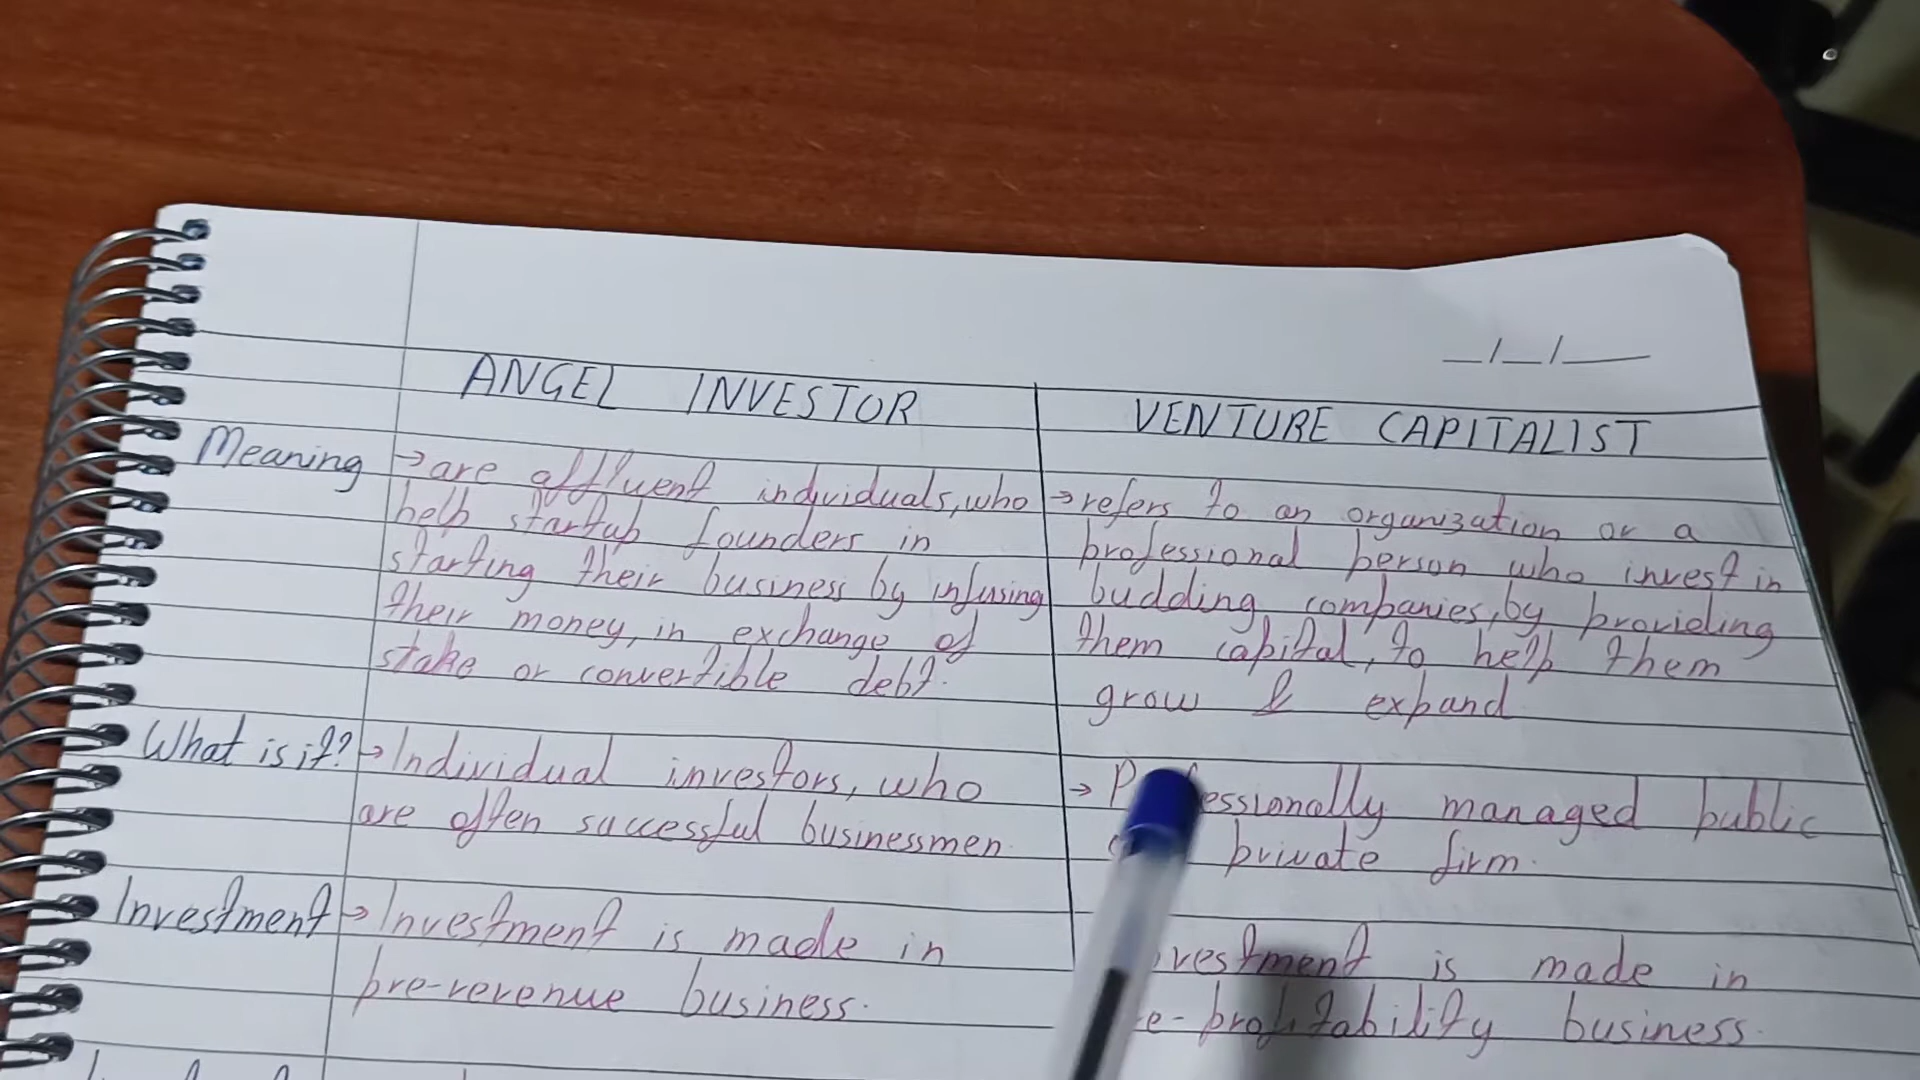 _/_/__
ANGEL INVESTOR VENTURE CAPITALIST
Meaning
→are affluent individuals, who
help startup founders in
starting their business by infusing
their money, in exchange of
stake or convertible debt.
→refers to an organization or a
professional person who invest in
budding companies, by providing
them capital, to help them
grow & expand
What is it?
→Individual investors, who
are often successful businessmen.
→ essionally managed public
private firm.
Investment
→Investment is made in
pre-revenue business.
vestment is made in
e-profitability business.